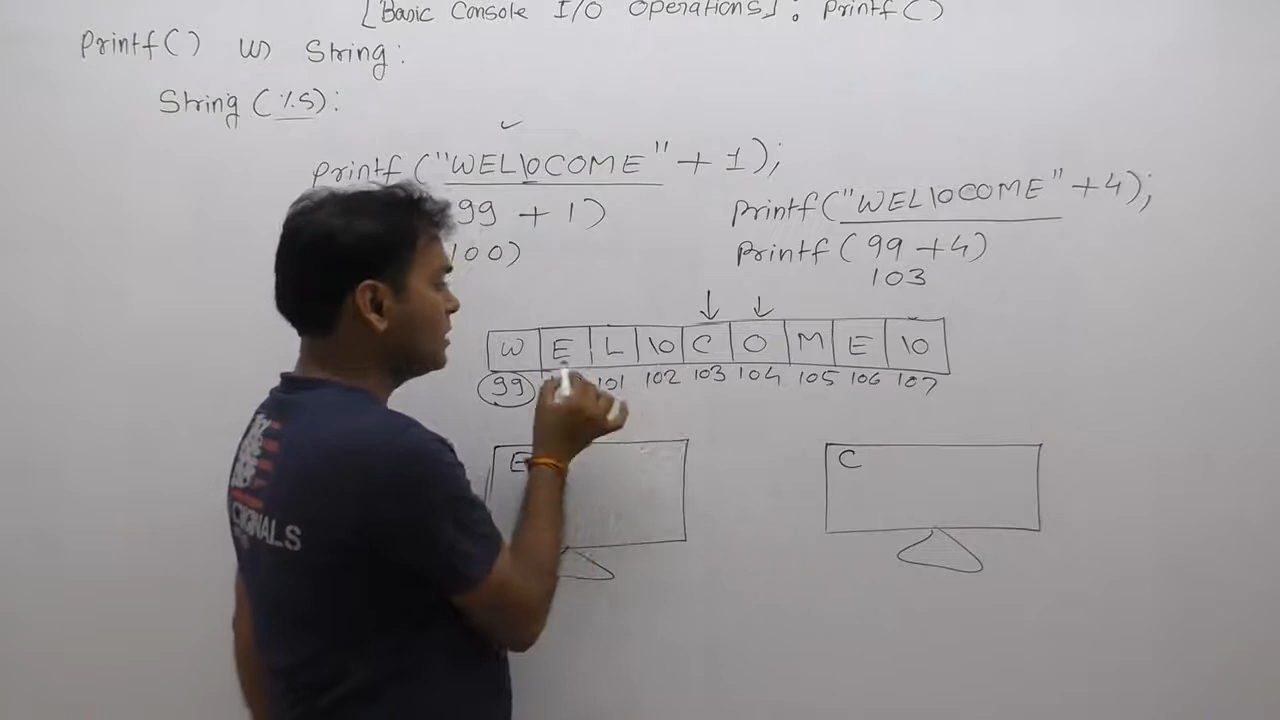 [Basic Console I/O Operations]: Printf()
Printf() w) String:
String (%s):
Printf ("WEL\0COME" + 1);
99 + 1)
100)
Printf("WEL\0COME" + 4);
Printf (99 + 4)
103
W E L \0 C O M E \0
99 101 102 103 104 105 106 107
E
C